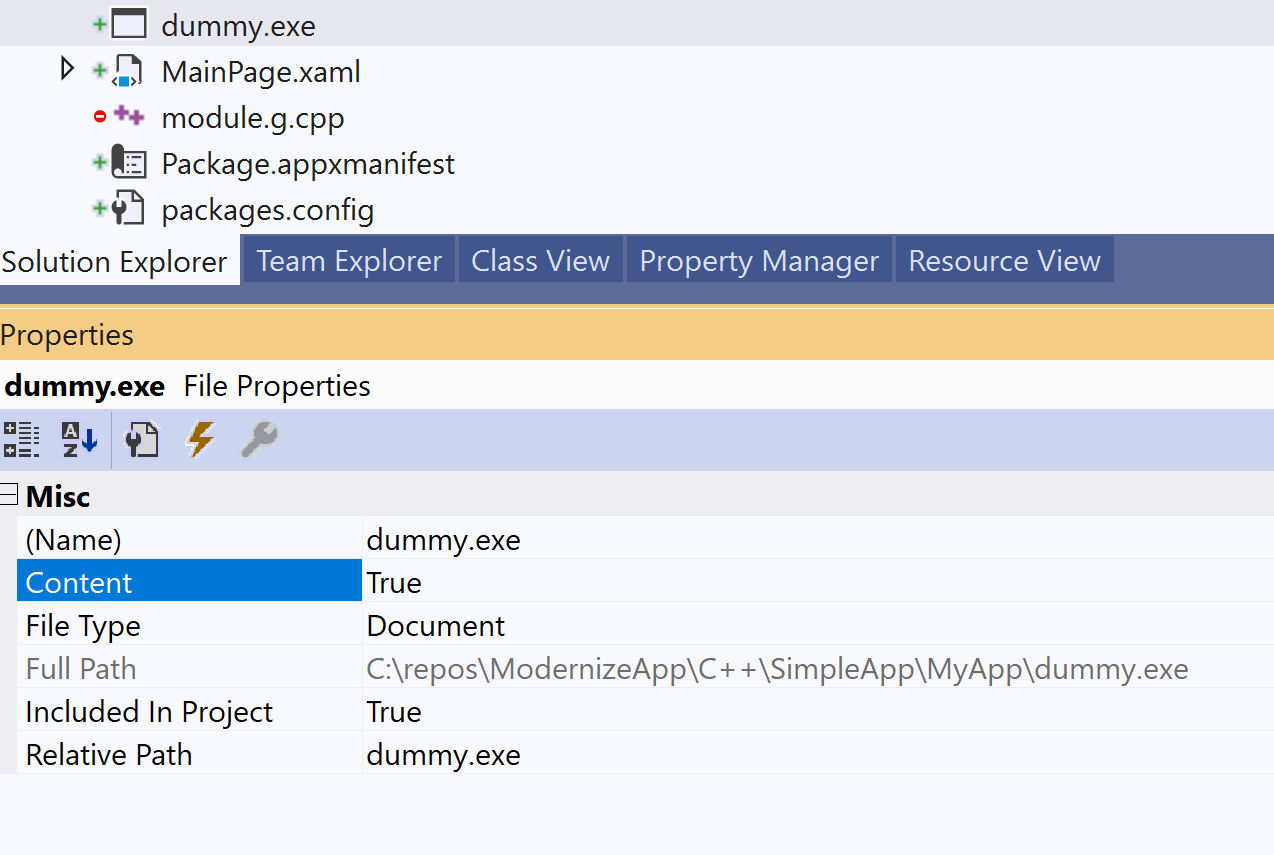 dummy.exe
MainPage.xaml
module.g.cpp
Package.appxmanifest
packages.config
Solution Explorer Team Explorer Class View Property Manager Resource View
Properties
dummy.exe File Properties
Misc
(Name) dummy.exe
Content True
File Type Document
Full Path C:\repos\ModernizeApp\C++\SimpleApp\MyApp\dummy.exe
Included In Project True
Relative Path dummy.exe